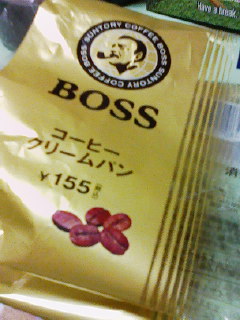 Have a break
SUNTORY COFFEE BOSS SUNTORY COFFEE BOSS
BOSS
コーヒー
クリームパン
￥155